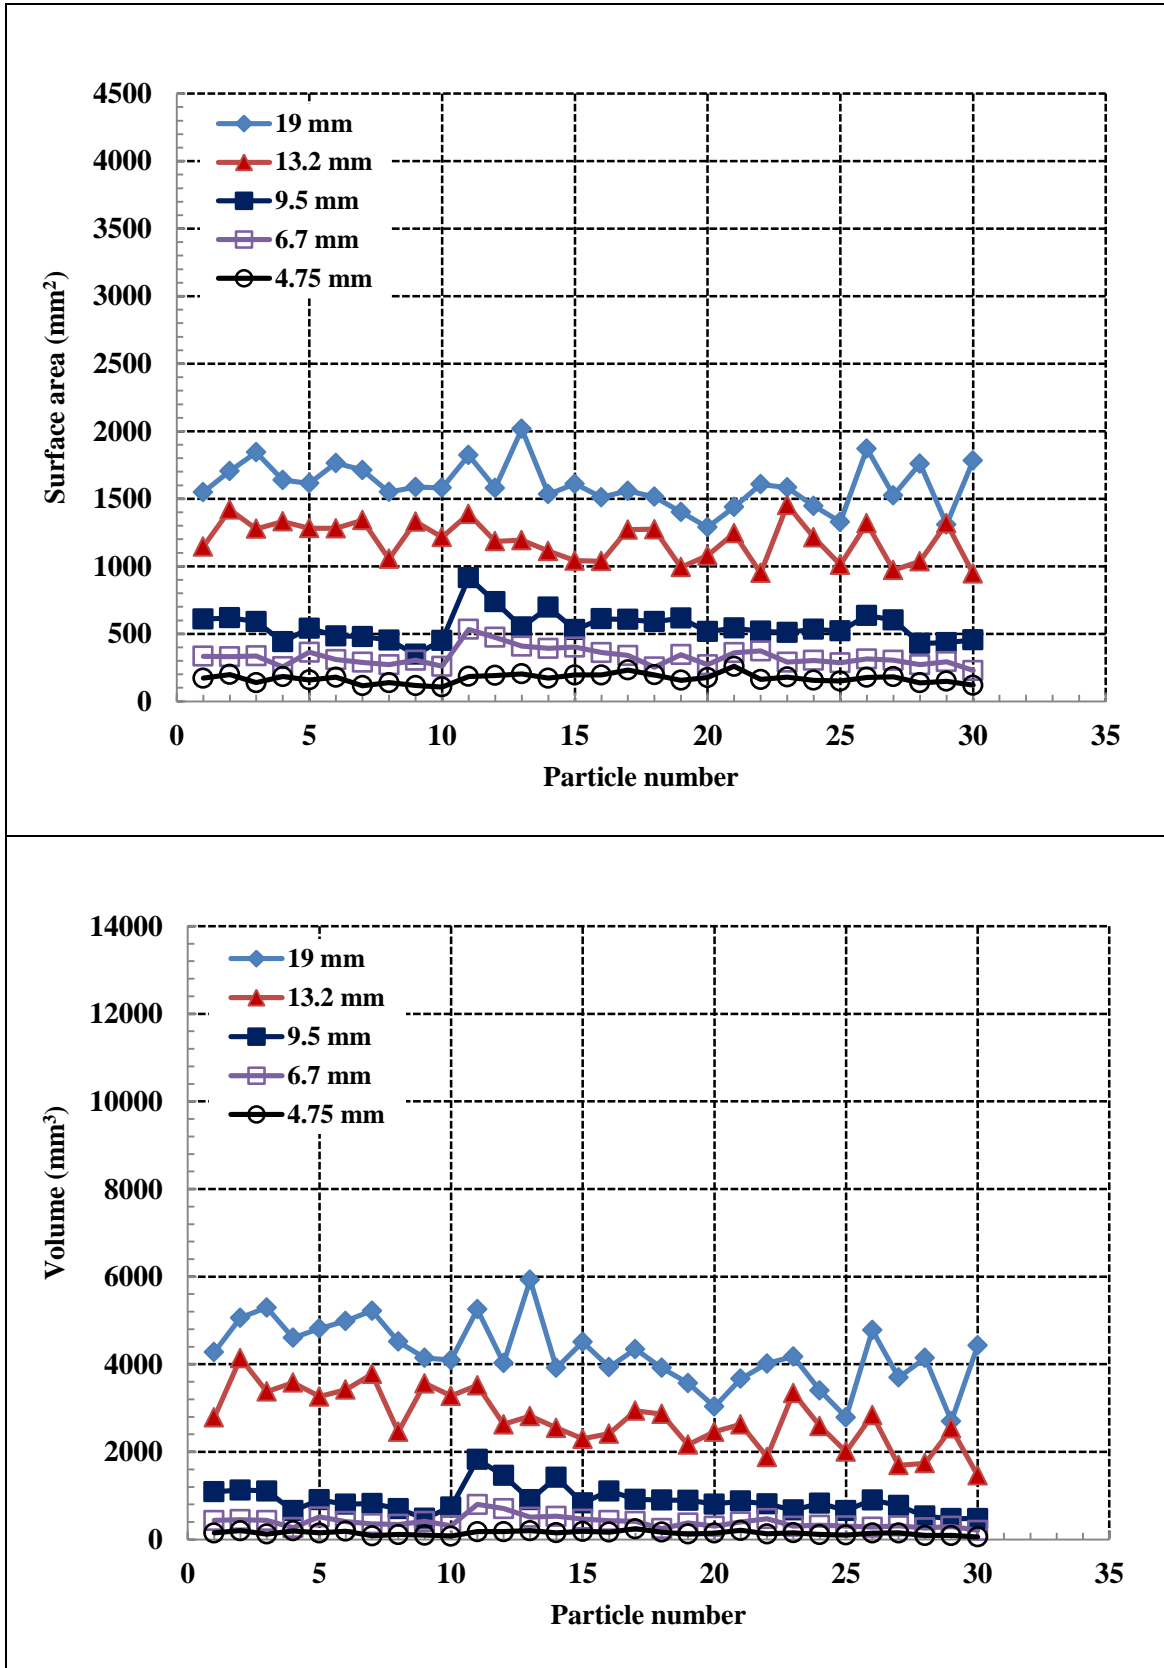 4500
4000
3500
3000
2500
2000
1500
1000
500
0
Surface area (mm²)
19 mm
13.2 mm
9.5 mm
6.7 mm
4.75 mm
0 5 10 15 20 25 30 35
Particle number
14000
12000
10000
8000
6000
4000
2000
0
Volume (mm³)
19 mm
13.2 mm
9.5 mm
6.7 mm
4.75 mm
0 5 10 15 20 25 30 35
Particle number